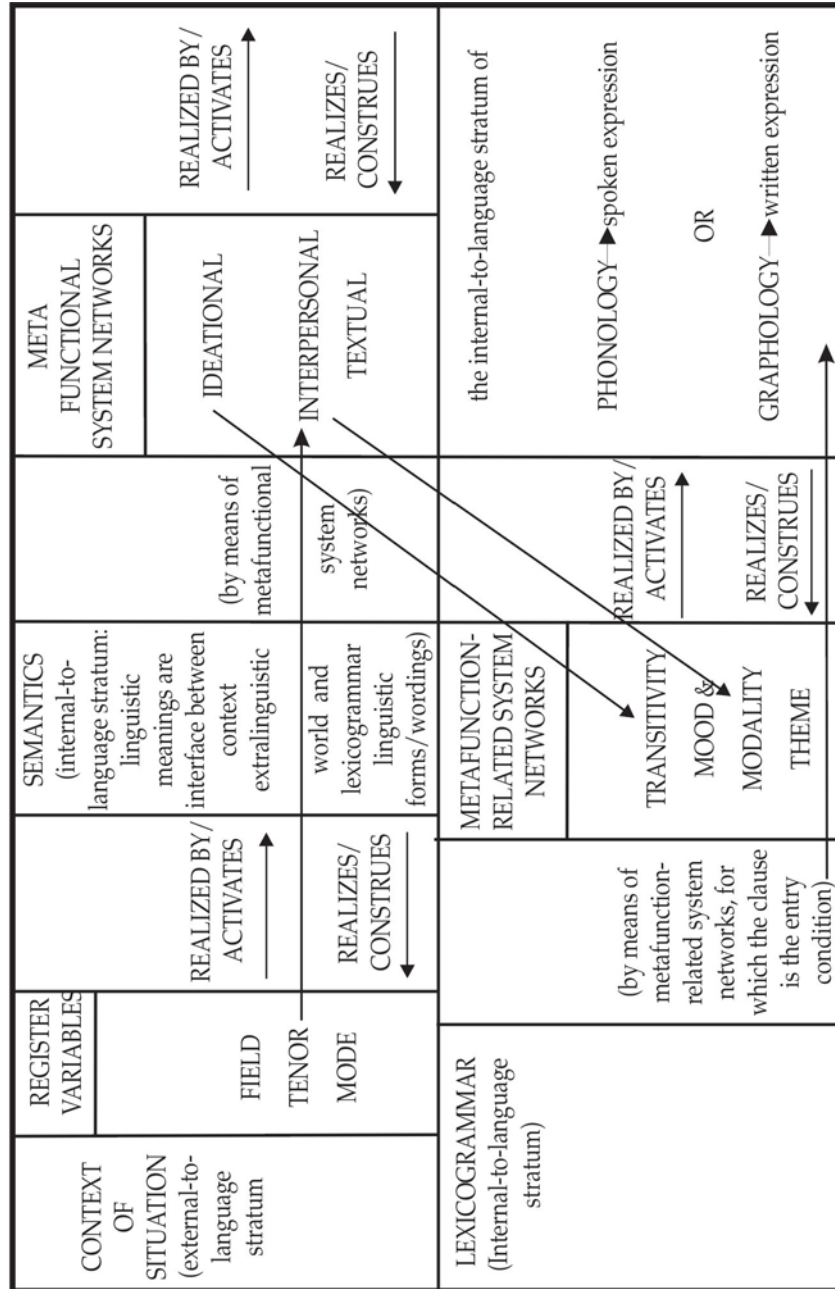 CONTEXT
OF
SITUATION
(external-to-
language
stratum
REGISTER
VARIABLES
FIELD
TENOR
MODE
REALIZED BY/
ACTIVATES
REALIZES/
CONSTRUES
SEMANTICS
(internal-to-
language stratum:
linguistic
meanings are
interface between
context
extralinguistic
world and
lexicogrammar
linguistic
forms/wordings)
(by means of
metafunctional
system
networks)
META
FUNCTIONAL
SYSTEM NETWORKS
IDEATIONAL
INTERPERSONAL
TEXTUAL
REALIZED BY/
ACTIVATES
REALIZES/
CONSTRUES
LEXICOGRAMMAR
(Internal-to-language
stratum)
(by means of
metafunction-
related system
networks, for
which the clause
is the entry
condition)
METAFUNCTION-
RELATED SYSTEM
NETWORKS
TRANSITIVITY
MOOD &
MODALITY
THEME
REALIZED BY/
ACTIVATES
REALIZES/
CONSTRUES
the internal-to-language stratum of
PHONOLOGY spoken expression
OR
GRAPHOLOGY written expression